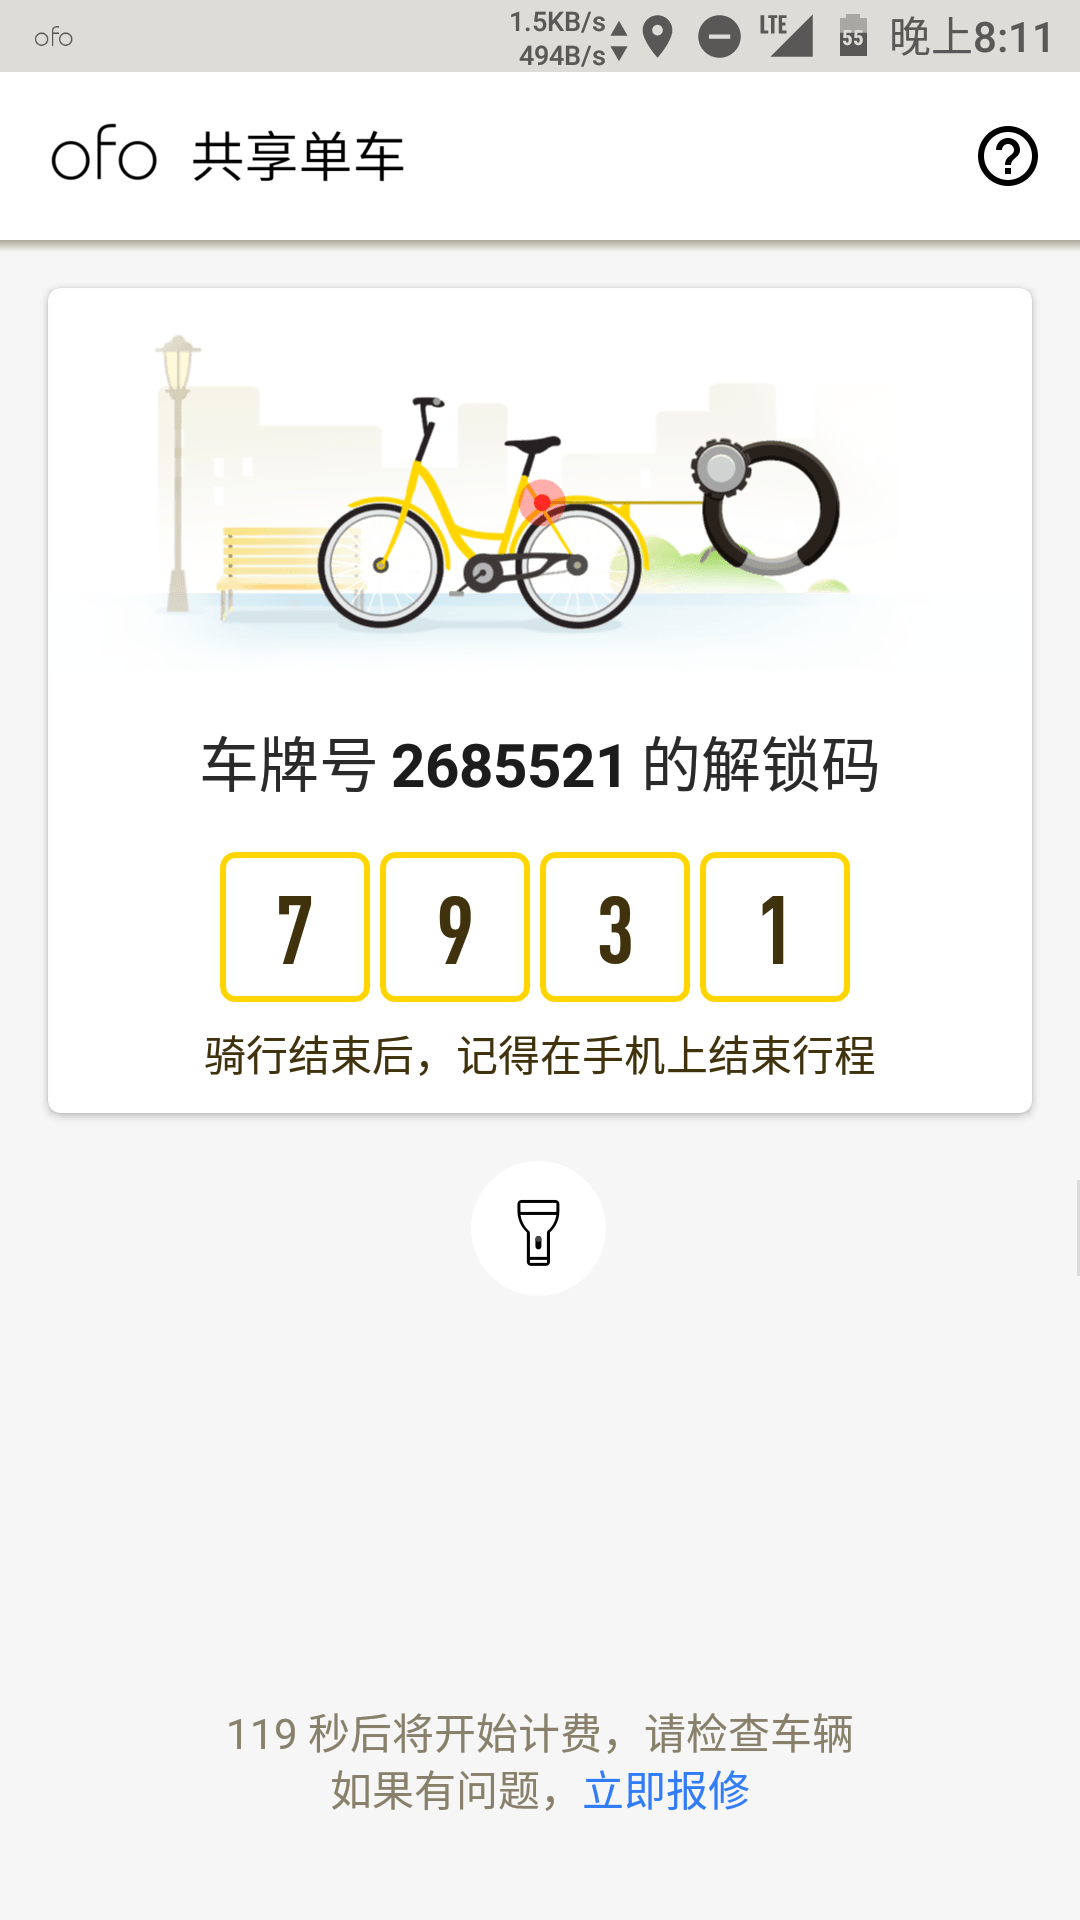 ofo
1.5KB/s
494B/s
LTE
55
晚上8:11
ofo 共享单车
车牌号 2685521 的解锁码
7 9 3 1
骑行结束后，记得在手机上结束行程
119 秒后将开始计费，请检查车辆
如果有问题，立即报修